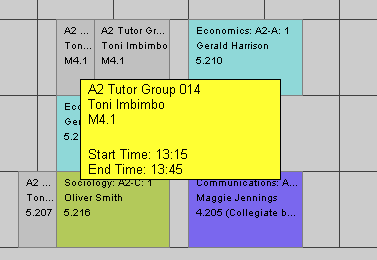 A2 ...
Ton...
M4.1
A2 Tutor Gr...
Toni Imbimbo
M4.1
Economics: A2-A: 1
Gerald Harrison
5.210
Ecc
Ger
5.2
A2 Tutor Group 014
Toni Imbimbo
M4.1
Start Time: 13:15
End Time: 13:45
A2 ...
Ton...
5.207
Sociology: A2-C: 1
Oliver Smith
5.216
Communications: A...
Maggie Jennings
4.205 (Collegiate b...